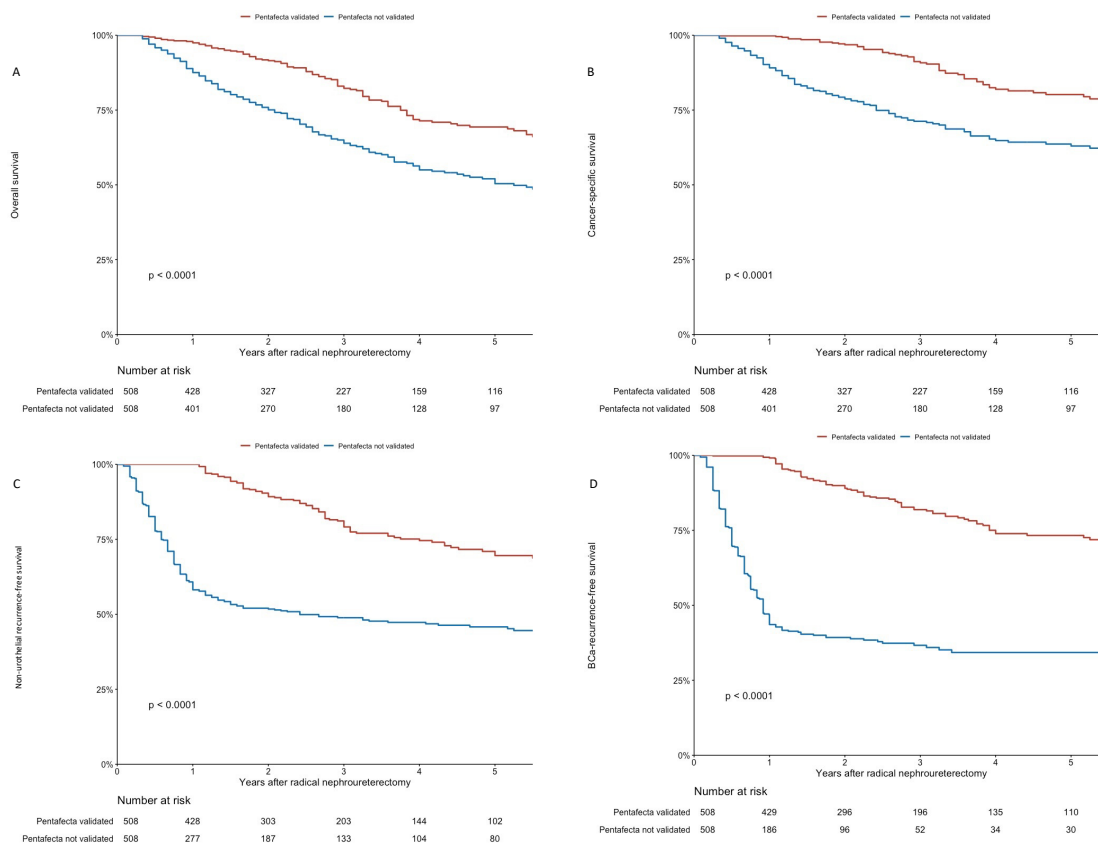 Pentafecta validated Pentafecta not validated
A
Overall survival
100%
75%
50%
25%
0%
p < 0.0001
0 1 2 3 4 5
Years after radical nephroureterectomy
Number at risk
Pentafecta validated 508 428 327 227 159 116
Pentafecta not validated 508 401 270 180 128 97
Pentafecta validated Pentafecta not validated
B
Cancer-specific survival
100%
75%
50%
25%
0%
p < 0.0001
0 1 2 3 4 5
Years after radical nephroureterectomy
Number at risk
Pentafecta validated 508 428 327 227 159 116
Pentafecta not validated 508 401 270 180 128 97
Pentafecta validated Pentafecta not validated
C
Non-urothelial recurrence-free survival
100%
75%
50%
25%
0%
p < 0.0001
0 1 2 3 4 5
Years after radical nephroureterectomy
Number at risk
Pentafecta validated 508 428 303 203 144 102
Pentafecta not validated 508 277 187 133 104 80
Pentafecta validated Pentafecta not validated
D
BCa-recurrence-free survival
100%
75%
50%
25%
0%
p < 0.0001
0 1 2 3 4 5
Years after radical nephroureterectomy
Number at risk
Pentafecta validated 508 429 296 196 135 110
Pentafecta not validated 508 186 96 52 34 30